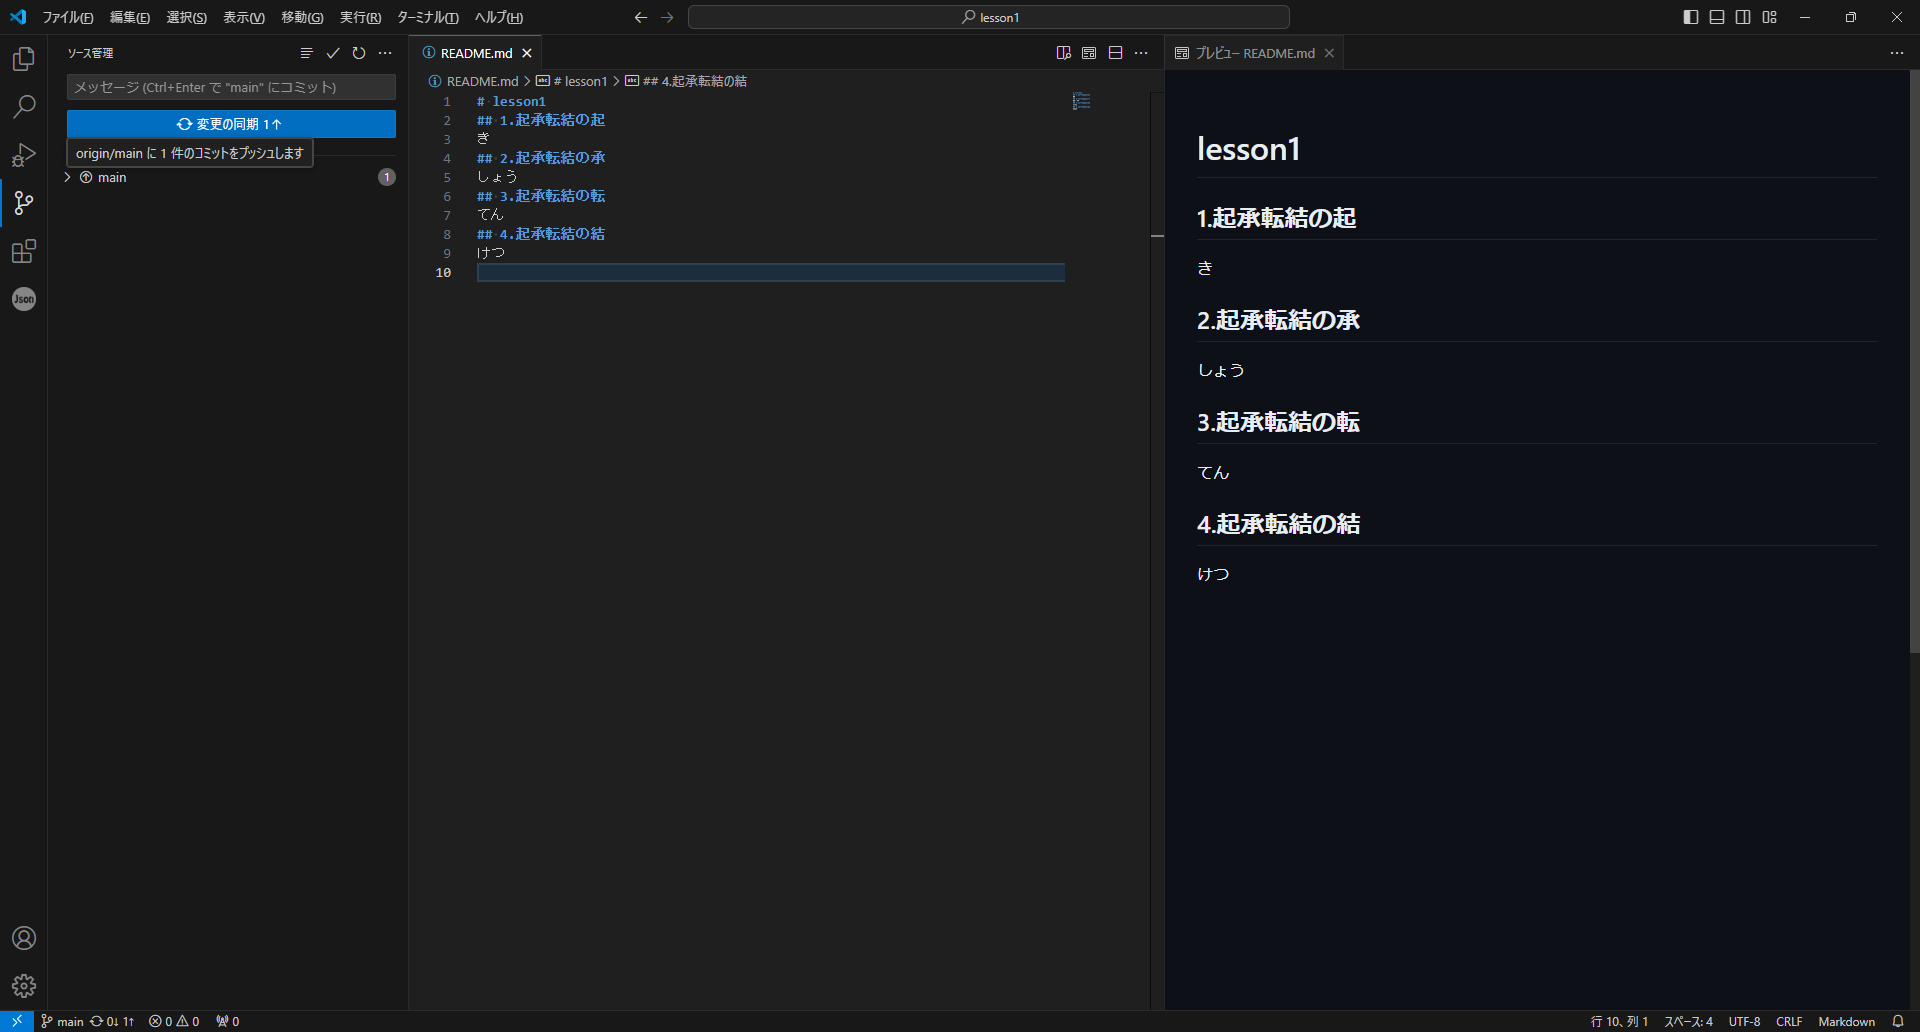 ファイル(F) 編集(E) 選択(S) 表示(V) 移動(G) 実行(R) ターミナル(T) ヘルプ(H)
lesson1
ソース管理
メッセージ (Ctrl+Enter で "main" にコミット)
変更の同期 1↑
origin/main に 1 件のコミットをプッシュします
main 1
Json
README.md
README.md > # lesson1 > ## 4.起承転結の結
1 # lesson1
2 ## 1.起承転結の起
3 き
4 ## 2.起承転結の承
5 しょう
6 ## 3.起承転結の転
7 てん
8 ## 4.起承転結の結
9 けつ
10
プレビュー README.md
lesson1
1.起承転結の起
き
2.起承転結の承
しょう
3.起承転結の転
てん
4.起承転結の結
けつ
main 0↓ 1↑ 0 0 0
行 10、列 1 スペース: 4 UTF-8 CRLF Markdown